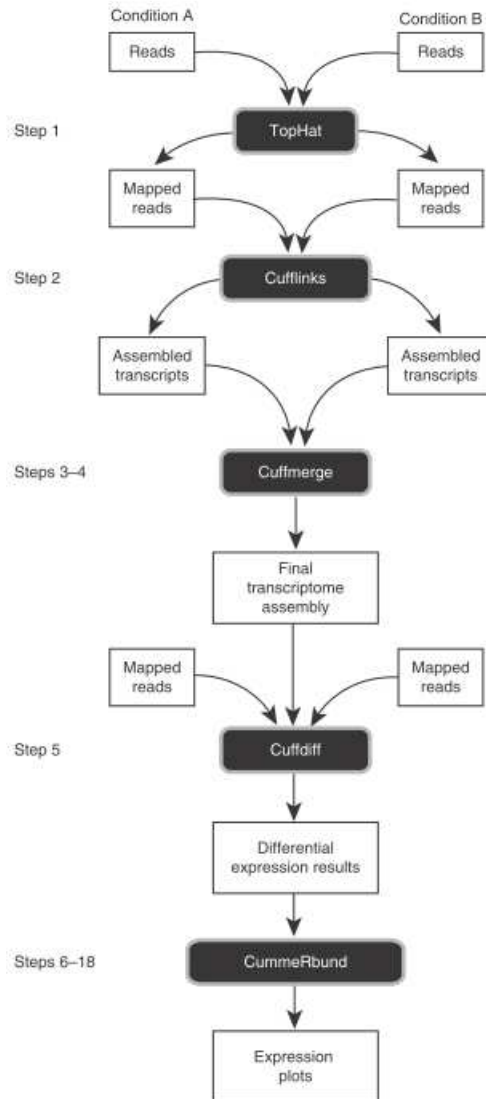 Condition A
Condition B
Reads
Reads
Step 1
TopHat
Mapped
reads
Mapped
reads
Step 2
Cufflinks
Assembled
transcripts
Assembled
transcripts
Steps 3–4
Cuffmerge
Final
transcriptome
assembly
Mapped
reads
Mapped
reads
Step 5
Cuffdiff
Differential
expression results
Steps 6–18
CummeRbund
Expression
plots